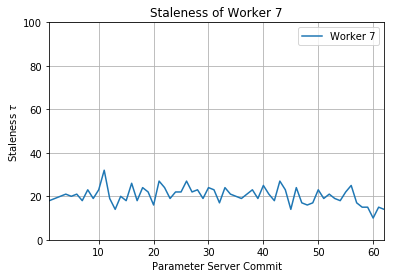 Staleness of Worker 7
Worker 7
100
80
60
40
20
0
Staleness τ
10 20 30 40 50 60
Parameter Server Commit